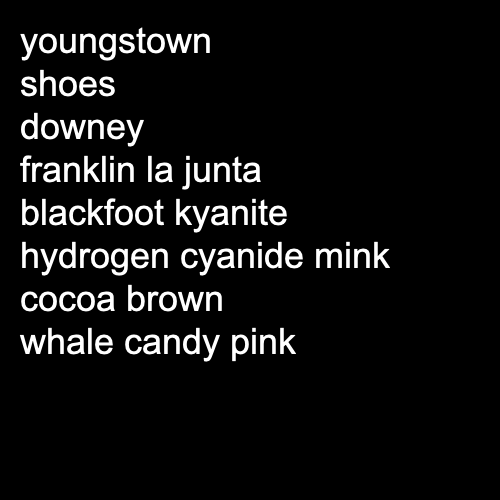 youngstown
shoes
downey
franklin la junta
blackfoot kyanite
hydrogen cyanide mink
cocoa brown
whale candy pink